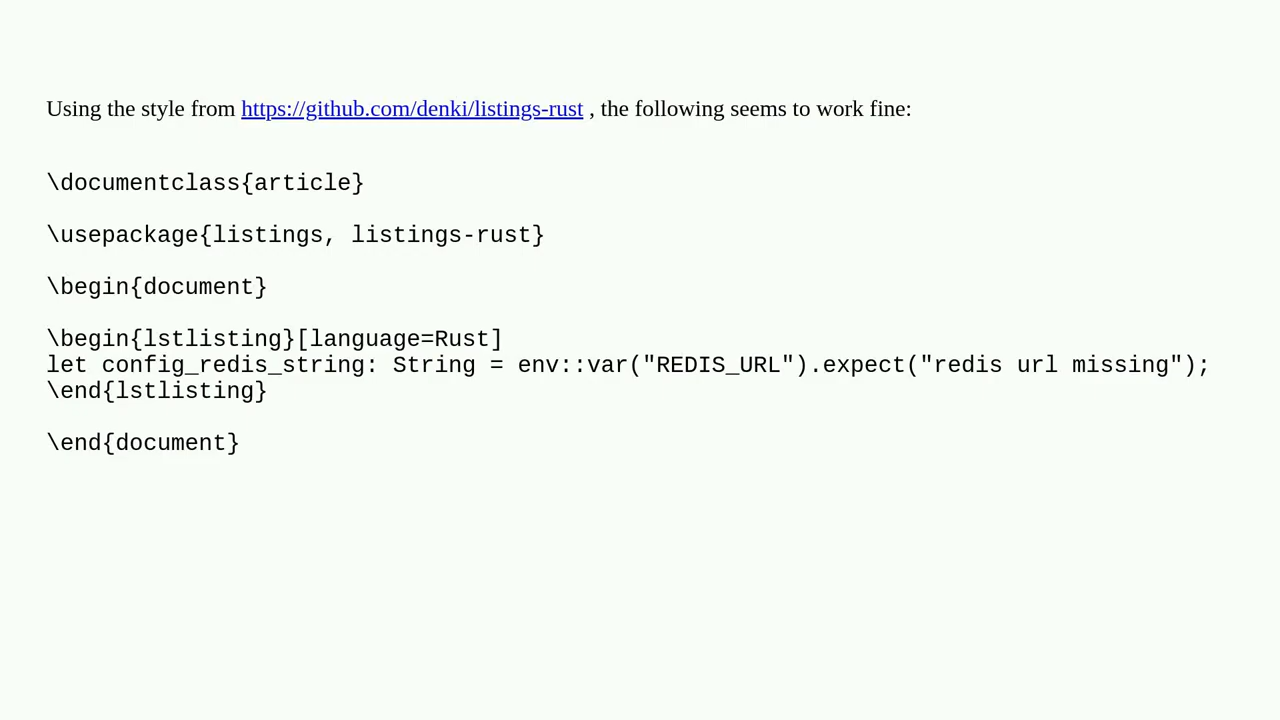 Using the style from https://github.com/denki/listings-rust , the following seems to work fine:
\documentclass{article}
\usepackage{listings, listings-rust}
\begin{document}
\begin{lstlisting}[language=Rust]
let config_redis_string: String = env::var("REDIS_URL").expect("redis url missing");
\end{lstlisting}
\end{document}